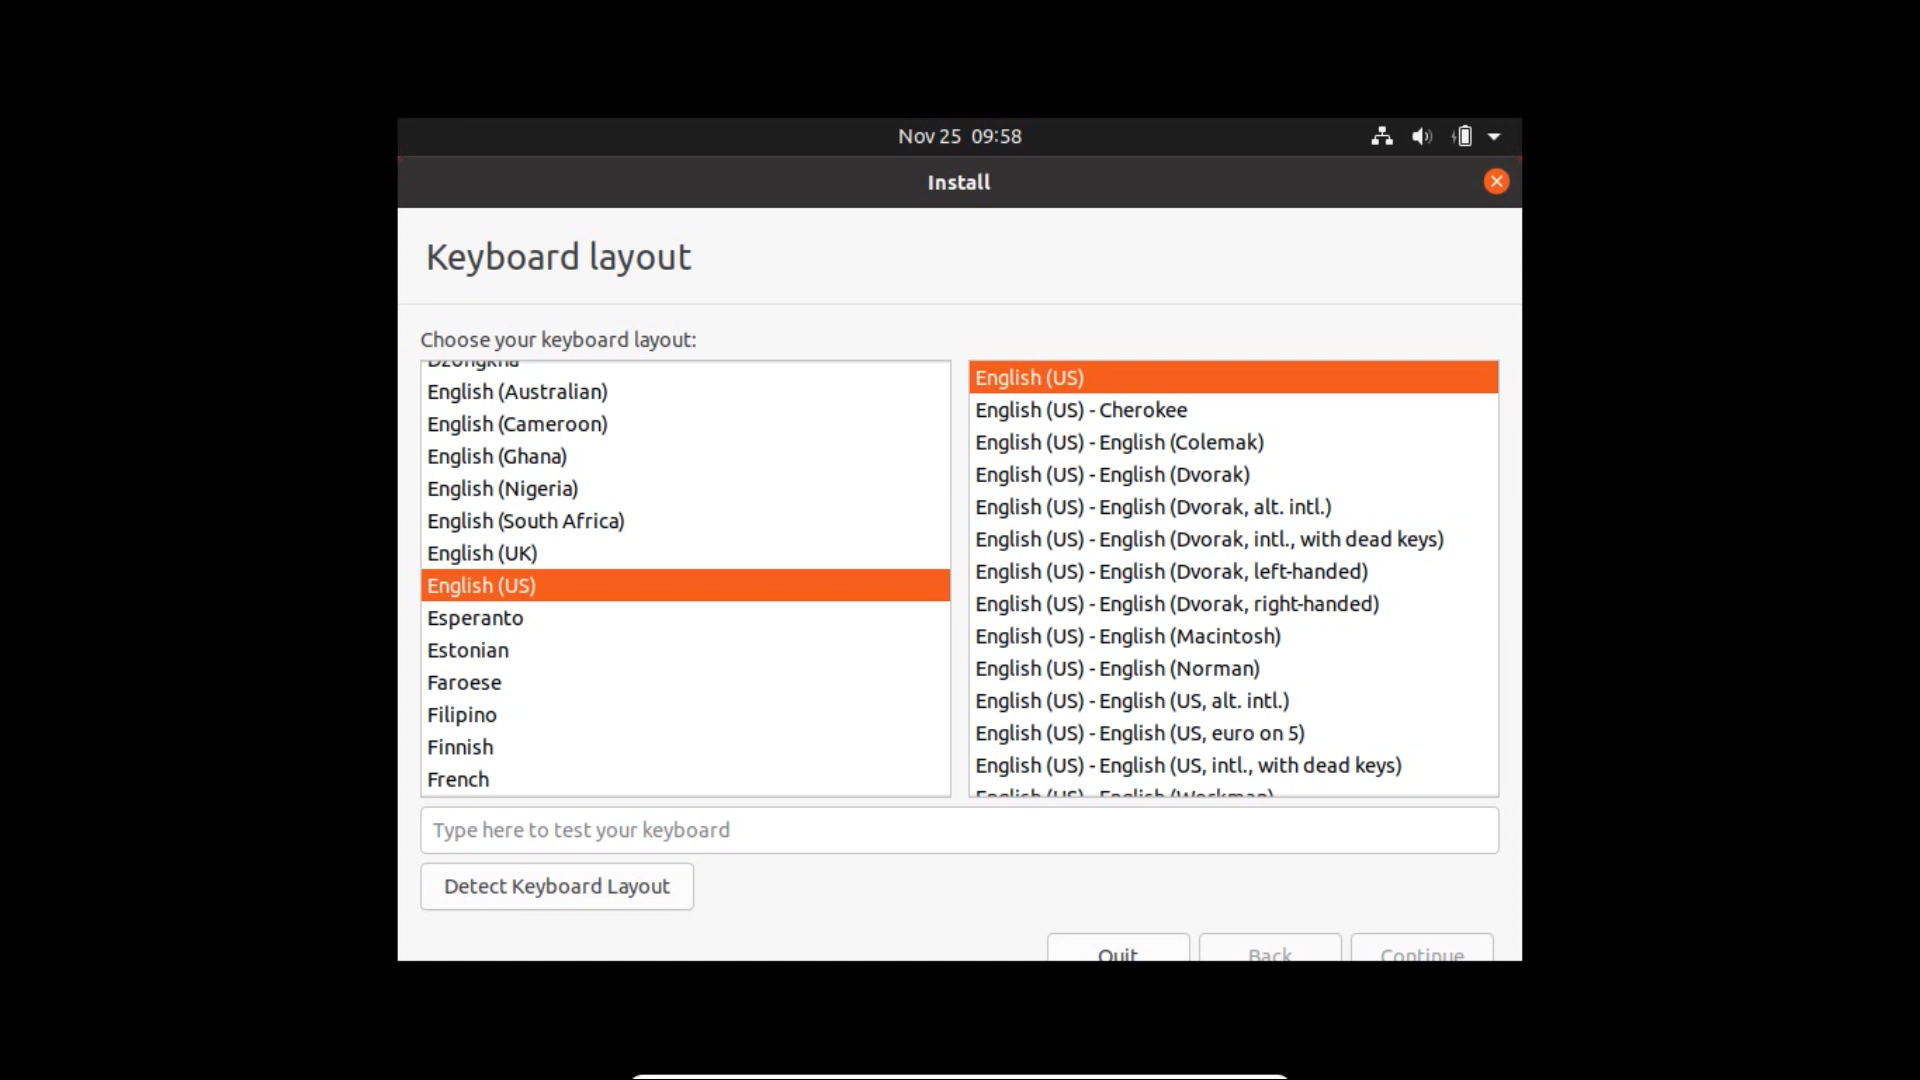 Nov 25 09:58
Install
Keyboard layout
Choose your keyboard layout:
Dzongkha
English (Australian)
English (Cameroon)
English (Ghana)
English (Nigeria)
English (South Africa)
English (UK)
English (US)
Esperanto
Estonian
Faroese
Filipino
Finnish
French
English (US)
English (US) - Cherokee
English (US) - English (Colemak)
English (US) - English (Dvorak)
English (US) - English (Dvorak, alt. intl.)
English (US) - English (Dvorak, intl., with dead keys)
English (US) - English (Dvorak, left-handed)
English (US) - English (Dvorak, right-handed)
English (US) - English (Macintosh)
English (US) - English (Norman)
English (US) - English (US, alt. intl.)
English (US) - English (US, euro on 5)
English (US) - English (US, intl., with dead keys)
English (US) - English (Workman)
Type here to test your keyboard
Detect Keyboard Layout
Quit
Back
Continue